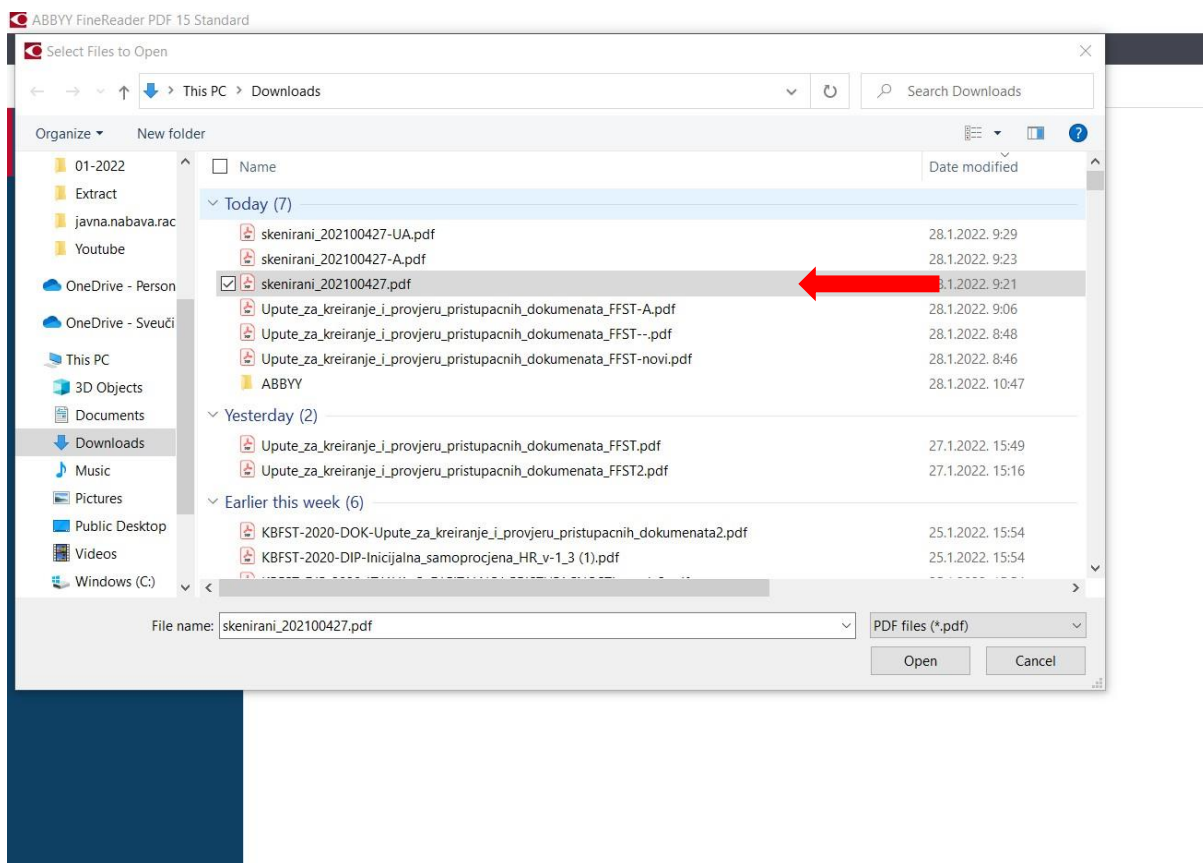 ABBYY FineReader PDF 15 Standard
Select Files to Open
This PC > Downloads
Search Downloads
Organize
New folder
?
01-2022
Extract
javna.nabava.rac
Youtube
OneDrive - Person
OneDrive - Sveuči
This PC
3D Objects
Documents
Downloads
Music
Pictures
Public Desktop
Videos
Windows (C:)
Name Date modified
Today (7)
skenirani_202100427-UA.pdf 28.1.2022. 9:29
skenirani_202100427-A.pdf 28.1.2022. 9:23
skenirani_202100427.pdf .1.2022. 9:21
Upute_za_kreiranje_i_provjeru_pristupacnih_dokumenata_FFST-A.pdf 28.1.2022. 9:06
Upute_za_kreiranje_i_provjeru_pristupacnih_dokumenata_FFST--.pdf 28.1.2022. 8:48
Upute_za_kreiranje_i_provjeru_pristupacnih_dokumenata_FFST-novi.pdf 28.1.2022. 8:46
ABBYY 28.1.2022. 10:47
Yesterday (2)
Upute_za_kreiranje_i_provjeru_pristupacnih_dokumenata_FFST.pdf 27.1.2022. 15:49
Upute_za_kreiranje_i_provjeru_pristupacnih_dokumenata_FFST2.pdf 27.1.2022. 15:16
Earlier this week (6)
KBFST-2020-DOK-Upute_za_kreiranje_i_provjeru_pristupacnih_dokumenata2.pdf 25.1.2022. 15:54
KBFST-2020-DIP-Inicijalna_samoprocjena_HR_v-1_3 (1).pdf 25.1.2022. 15:54
File name: skenirani_202100427.pdf
PDF files (*.pdf)
Open Cancel